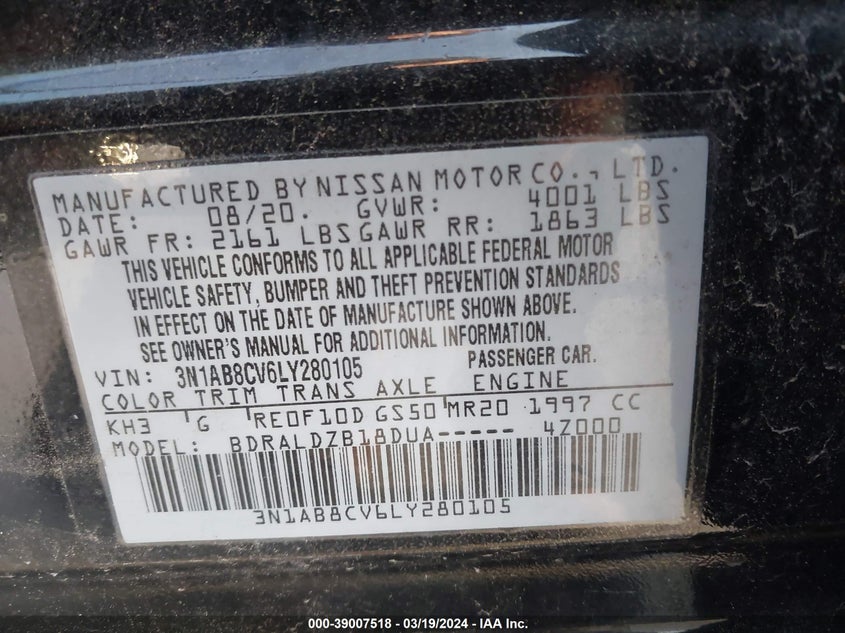 MANUFACTURED BY NISSAN MOTOR CO., LTD.
DATE: 08/20. GVWR: 4001 LBS
GAWR FR: 2161 LBS GAWR RR: 1863 LBS
THIS VEHICLE CONFORMS TO ALL APPLICABLE FEDERAL MOTOR
VEHICLE SAFETY, BUMPER AND THEFT PREVENTION STANDARDS
IN EFFECT ON THE DATE OF MANUFACTURE SHOWN ABOVE.
SEE OWNER'S MANUAL FOR ADDITIONAL INFORMATION.
VIN: 3N1AB8CV6LY280105 PASSENGER CAR.
COLOR TRIM TRANS AXLE ENGINE
KH3 G RE0F10D GS50 MR20 1997 CC
MODEL: BDRALDZB18DUA----- 4Z000
3N1AB8CV6LY280105
000-39007518 - 03/19/2024 - IAA Inc.